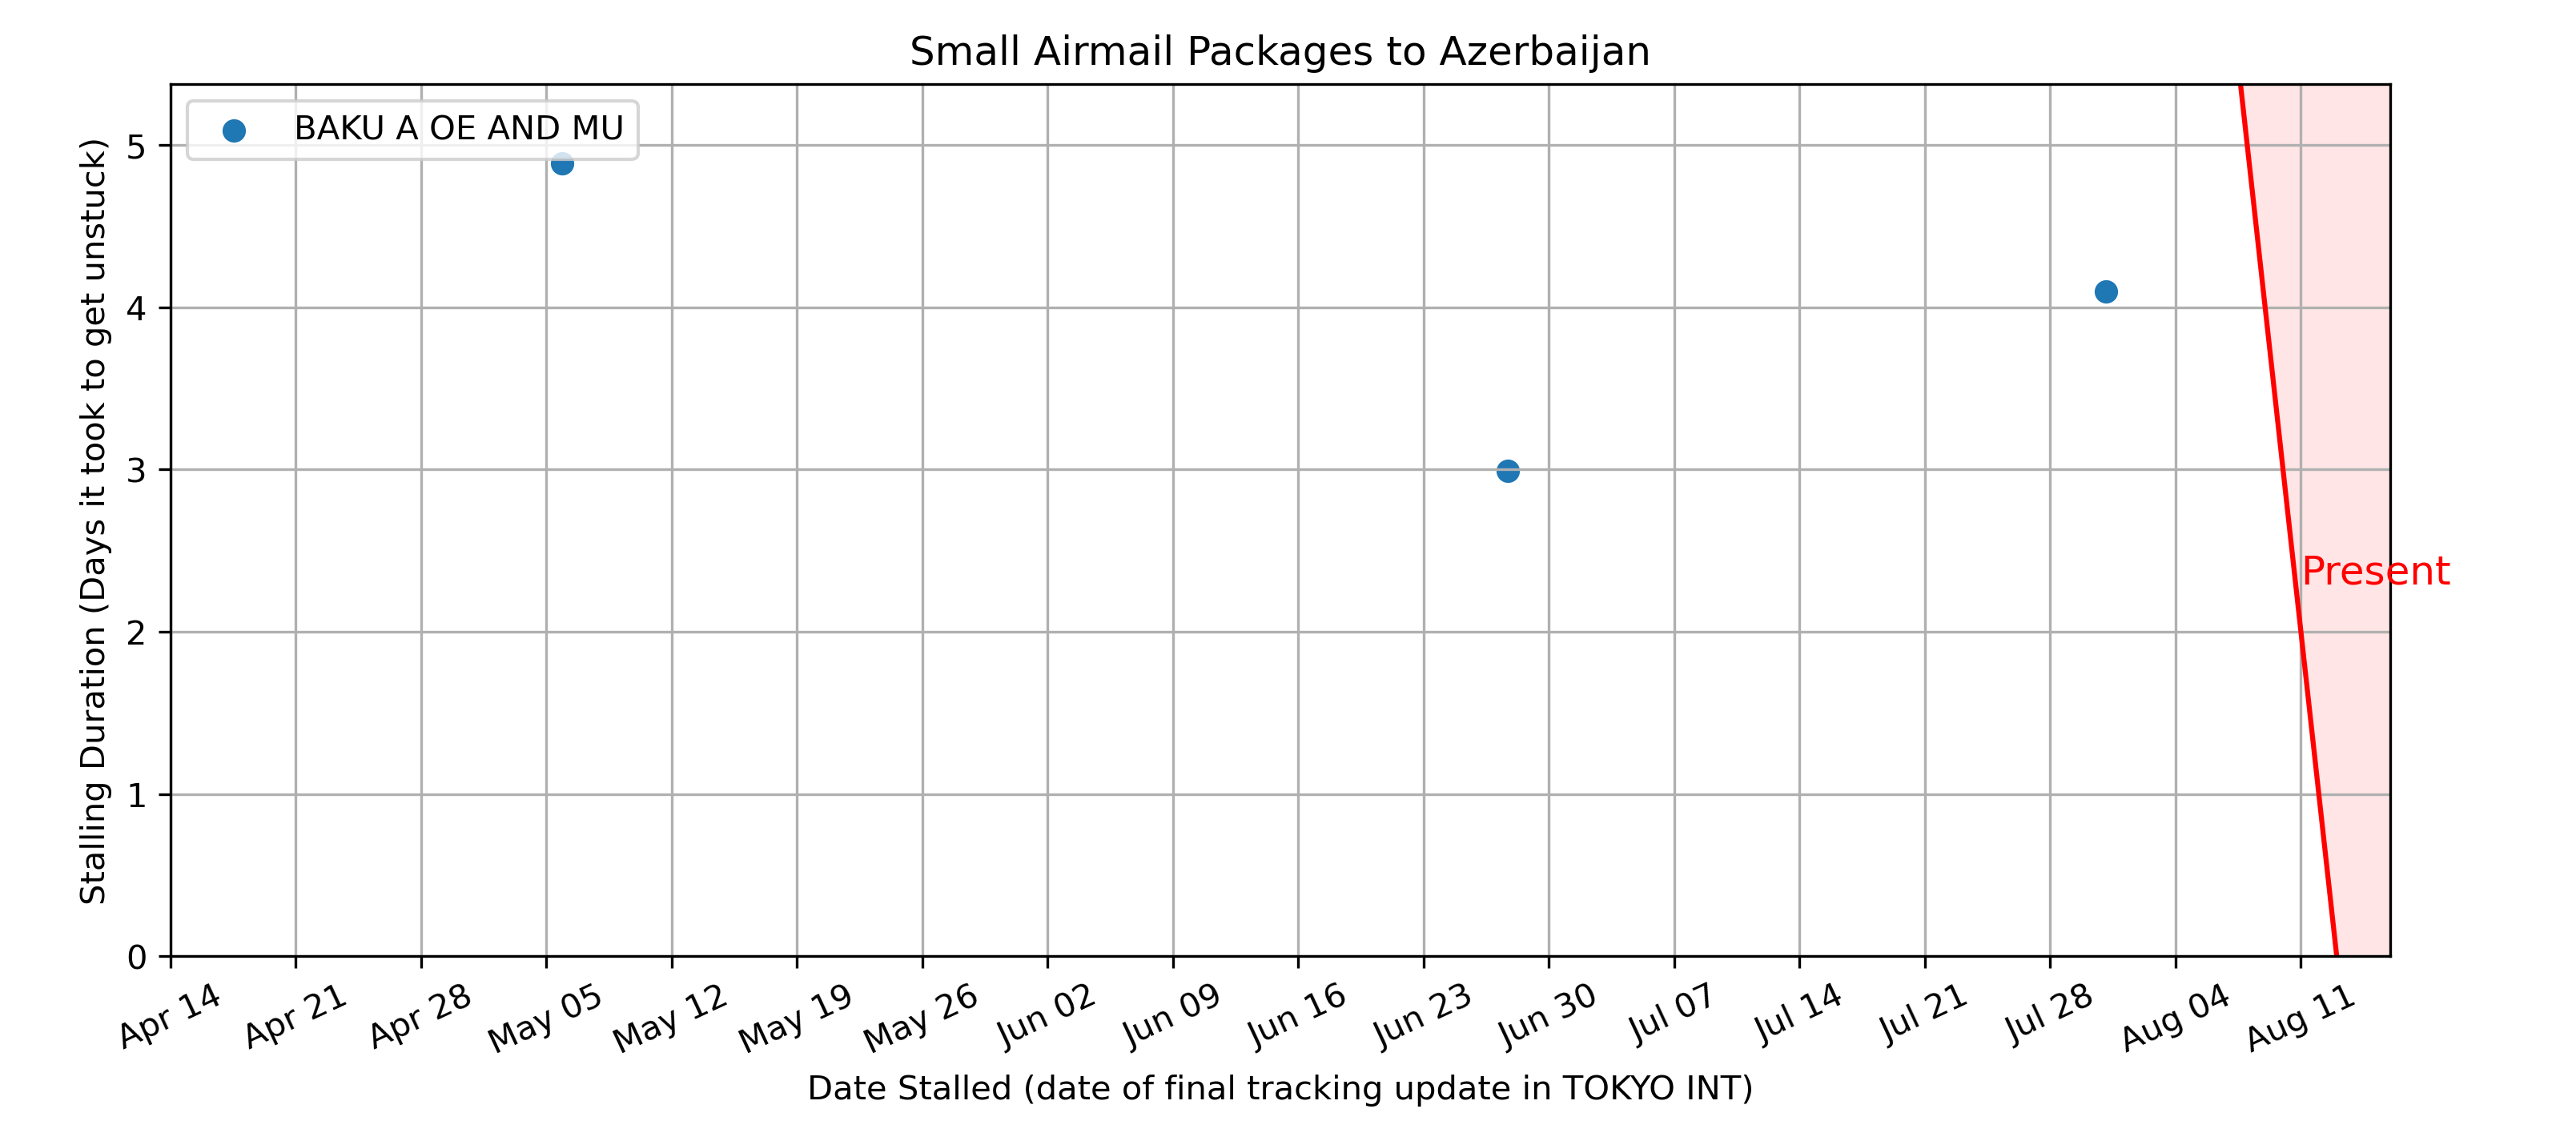 Small Airmail Packages to Azerbaijan
BAKU A OE AND MU
Stalling Duration (Days it took to get unstuck)
5
4
3
2
1
0
Present
Apr 14
Apr 21
Apr 28
May 05
May 12
May 19
May 26
Jun 02
Jun 09
Jun 16
Jun 23
Jun 30
Jul 07
Jul 14
Jul 21
Jul 28
Aug 04
Aug 11
Date Stalled (date of final tracking update in TOKYO INT)